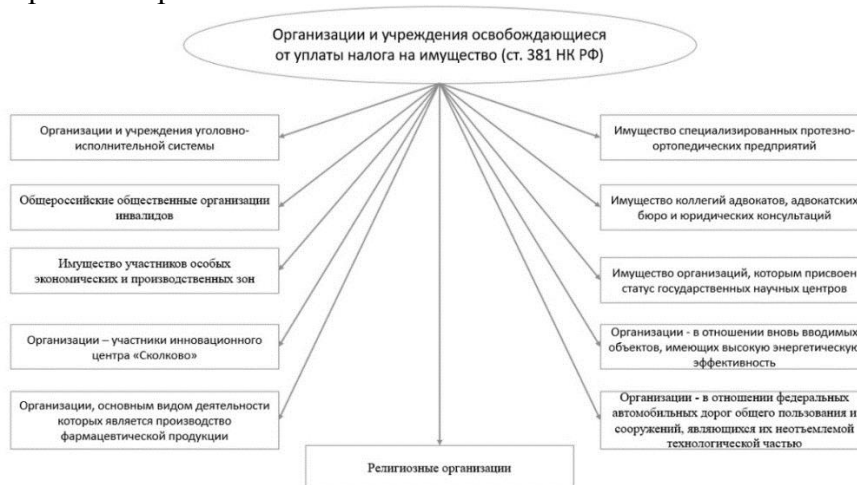 Организации и учреждения освобождающиеся
от уплаты налога на имущество (ст. 381 НК РФ)
Организации и учреждения уголовно-
исполнительной системы
Общероссийские общественные организации
инвалидов
Имущество участников особых
экономических и производственных зон
Организации – участники инновационного
центра «Сколково»
Организации, основным видом деятельности
которых является производство
фармацевтической продукции
Религиозные организации
Имущество специализированных протезно-
ортопедических предприятий
Имущество коллегий адвокатов, адвокатских
бюро и юридических консультаций
Имущество организаций, которым присвоен
статус государственных научных центров
Организации - в отношении вновь вводимых
объектов, имеющих высокую энергетическую
эффективность
Организации - в отношении федеральных
автомобильных дорог общего пользования и
сооружений, являющихся их неотъемлемой
технологической частью